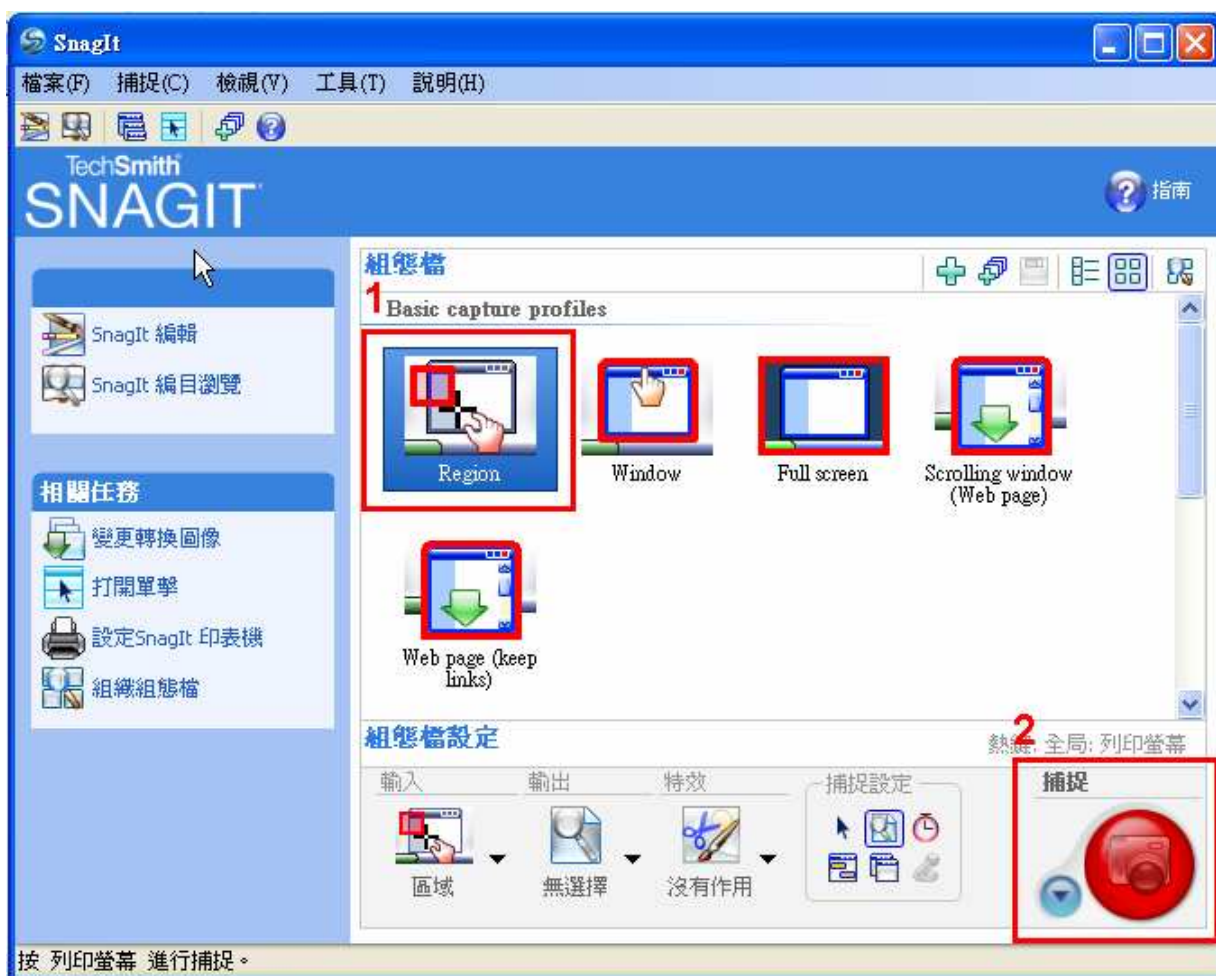 SnagIt
檔案(F) 捕捉(C) 檢視(V) 工具(T) 說明(H)
TechSmith
SNAGIT
指南
SnagIt 編輯
SnagIt 編目瀏覽
相關任務
變更轉換圖像
打開單擊
設定SnagIt 印表機
組織組態檔
組態檔
1
Basic capture profiles
Region
Window
Full screen
Scrolling window
(Web page)
Web page (keep
links)
組態檔設定
2
熱鍵: 全局: 列印螢幕
輸入
輸出
特效
捕捉設定
捕捉
區域
無選擇
沒有作用
按 列印螢幕 進行捕捉。